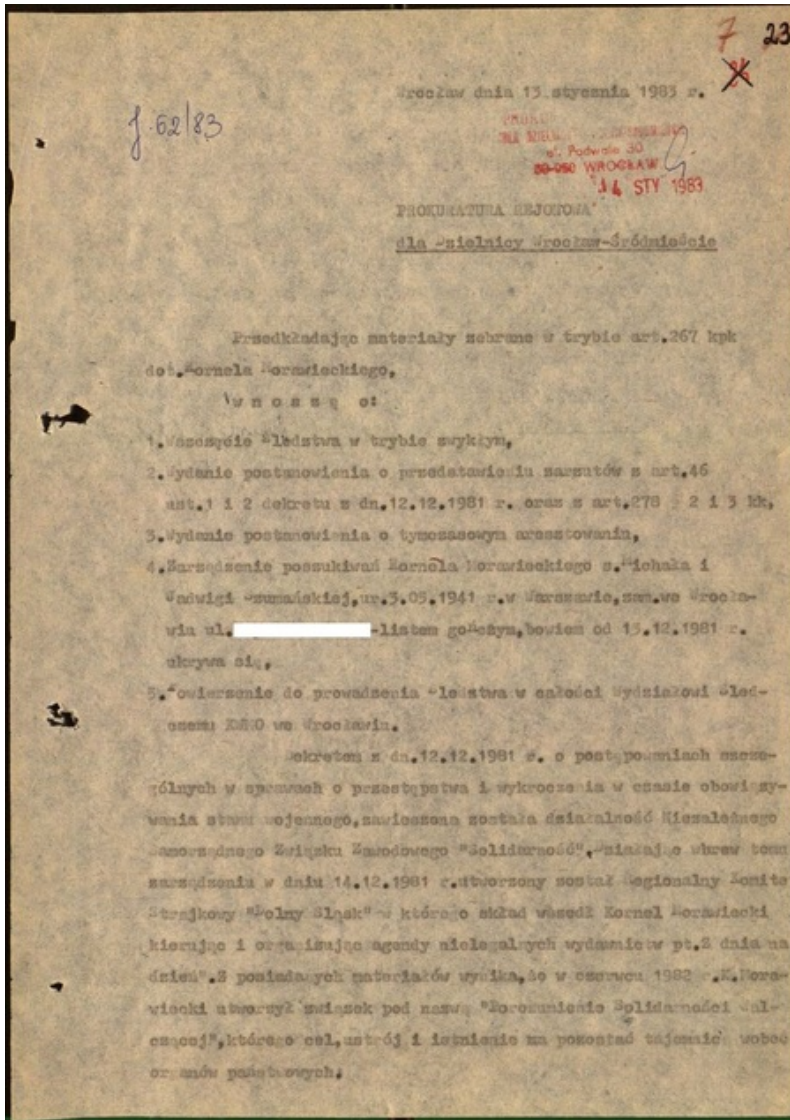 7 23
24
Wrocław dnia 13 stycznia 1983 r.
J. 62/83
ul. Podwale 30
50-950 WROCŁAW
14 STY 1983
PROKURATURA REJONOWA
dla Dzielnicy Wrocław-Śródmieście
Przedkładając materiały zebrane w trybie art.267 kpk
dot.Kornela Morawieckiego,
w n o s z ę o:
1.Wszczęcie śledztwa w trybie zwykłym,
2.Wydanie postanowienia o przedstawieniu zarzutów z art.46
ust.1 i 2 dekretu z dn.12.12.1981 r. oraz z art.278 § 2 i 3 kk,
3.Wydanie postanowienia o tymczasowym aresztowaniu,
4.Zarządzenie poszukiwań Kornela Morawieckiego s.Michała i
Jadwigi Szumańskiej,ur.3.05.1941 r.w Warszawie,zam.we Wrocła-
wiu ul. -listem gończym,bowiem od 13.12.1981 r.
ukrywa się,
5.Powierzenie do prowadzenia śledztwa w całości Wydziałowi Śled-
czemu KWMO we Wrocławiu.
Dekretem z dn.12.12.1981 r. o postępowaniach szcze-
gólnych w sprawach o przestępstwa i wykroczenia w czasie obowiązy-
wania stanu wojennego,zawieszona została działalność Niezależnego
Samorządnego Związku Zawodowego "Solidarność".Działając wbrew temu
zarządzeniu w dniu 14.12.1981 r.utworzony został Regionalny Komite
Strajkowy "Dolny Śląsk" w którego skład wszedł Kornel Morawiecki
kierując i organizując agendy nielegalnych wydawnictw pt.Z dnia na
dzień".Z posiadanych materiałów wynika,że w czerwcu 1982 r.K.Mora-
wiecki utworzył związek pod nazwą "Porozumienie Solidarności Wal-
czącej",którego cel,ustrój i istnienie ma pozostać tajemnicą wobec
organów państwowych.